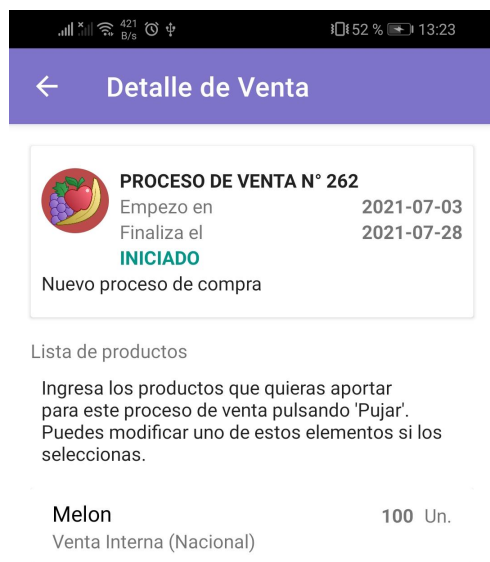 421 B/s 52 % 13:23
Detalle de Venta
PROCESO DE VENTA N° 262
Empezo en 2021-07-03
Finaliza el 2021-07-28
INICIADO
Nuevo proceso de compra
Lista de productos
Ingresa los productos que quieras aportar
para este proceso de venta pulsando 'Pujar'.
Puedes modificar uno de estos elementos si los
seleccionas.
Melon 100 Un.
Venta Interna (Nacional)